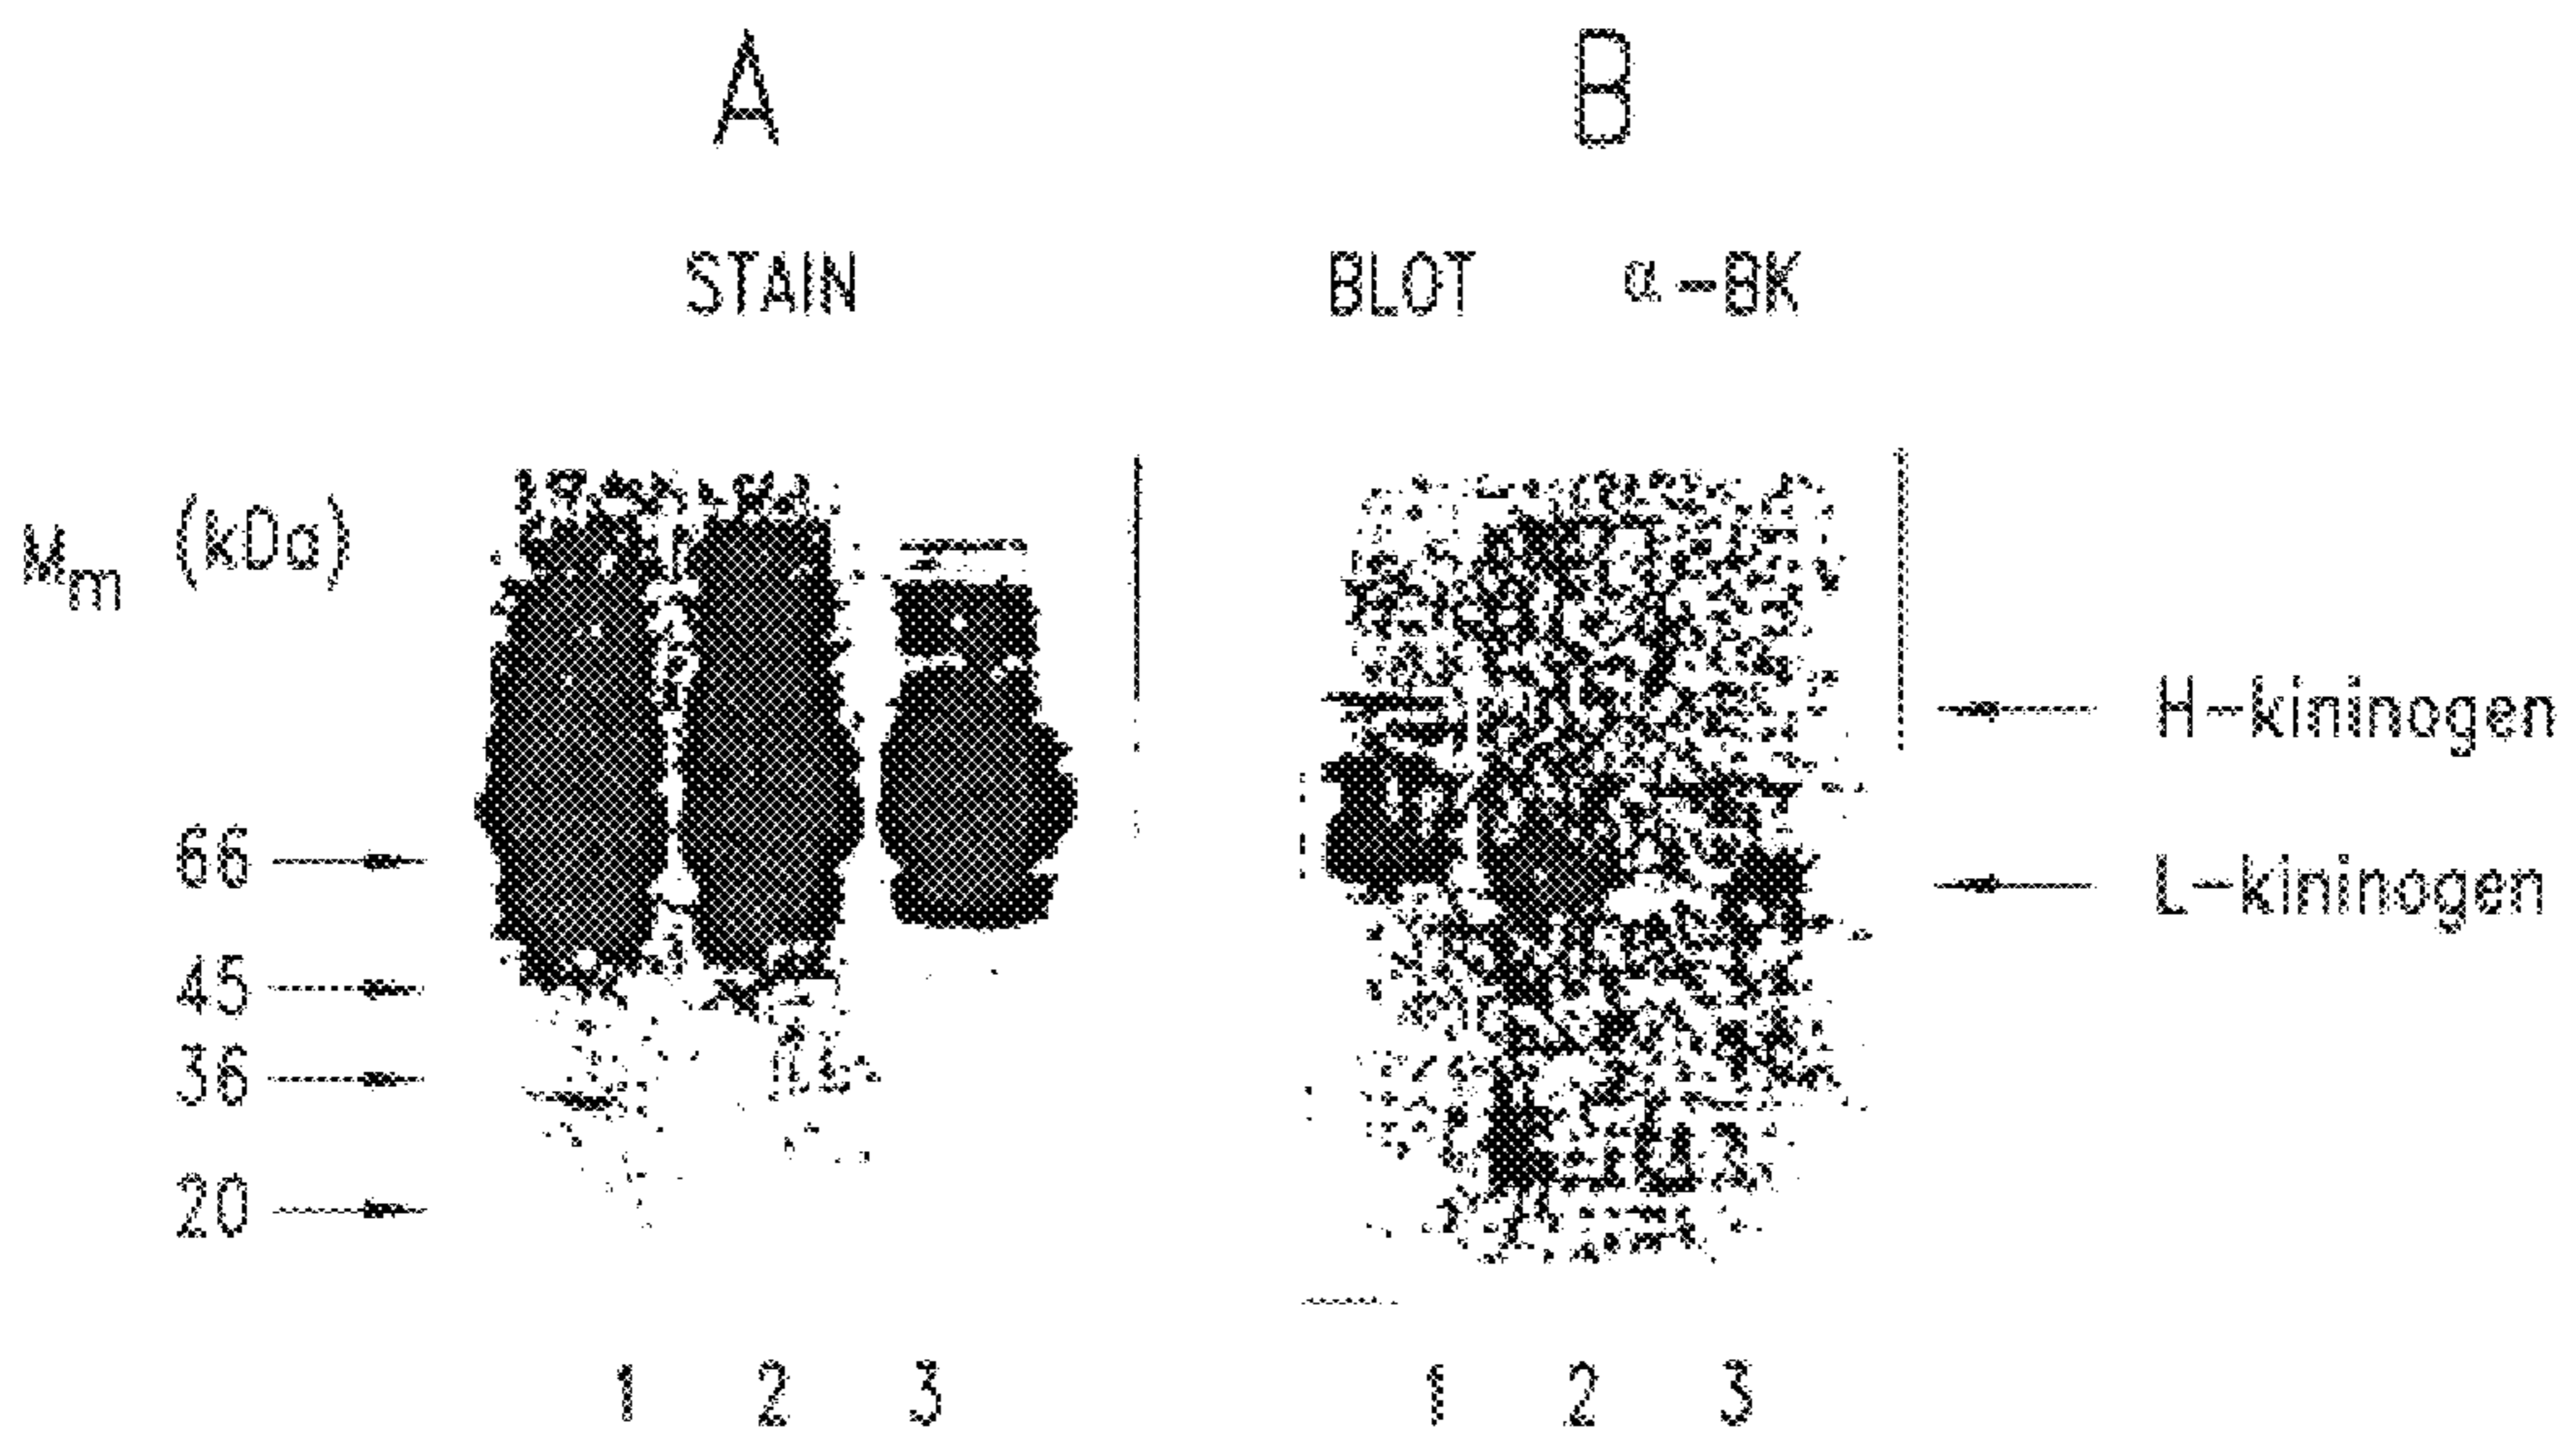 A B
STAIN BLOT α-BK
Mm (kDa)
H-kininogen
66
L-kininogen
45
36
20
1 2 3 1 2 3